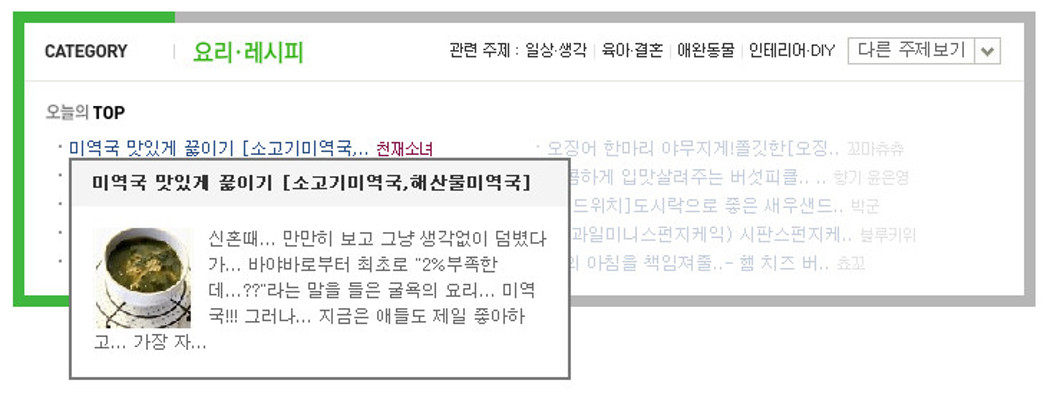 CATEGORY 요리·레시피 관련 주제 : 일상·생각 육아·결혼 애완동물 인테리어·DIY 다른 주제보기
오늘의 TOP
미역국 맛있게 끓이기 [소고기미역국,.. 천재소녀
오징어 한마리 야무지게!쫄깃한[오징.. 꼬마츄츄
콤하게 입맛살려주는 버섯피클.. .. 향기 윤은영
드위치]도시락으로 좋은 새우샌드.. 박군
과일미니스펀지케익) 시판스펀지케.. 블루키위
의 아침을 책임져줄..- 햄 치즈 버.. 쵸꼬
미역국 맛있게 끓이기 [소고기미역국,해산물미역국]
신혼때... 만만히 보고 그냥 생각없이 덤볐다
가... 바야바로부터 최초로 "2%부족한
데...??"라는 말을 들은 굴욕의 요리... 미역
국!!! 그러나... 지금은 애들도 제일 좋아하
고... 가장 자...